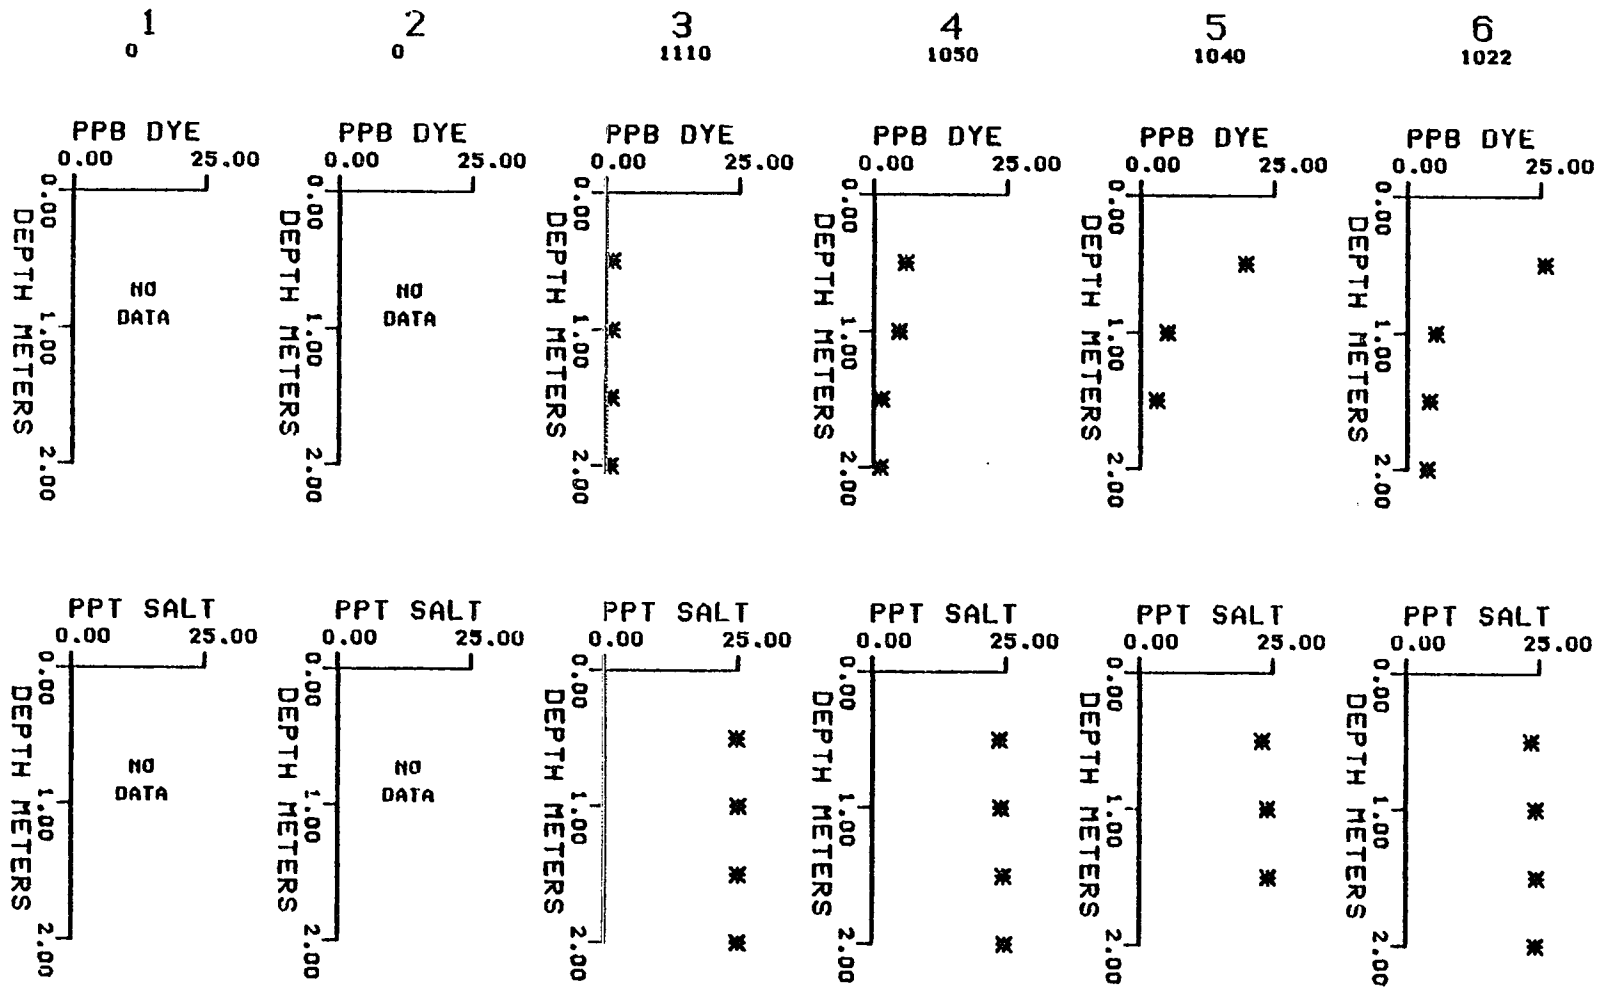 1 2 3 4 5 6
0 0 1110 1050 1040 1022
PPB DYE PPB DYE PPB DYE PPB DYE PPB DYE PPB DYE
0.00 25.00 0.00 25.00 0.00 25.00 0.00 25.00 0.00 25.00 0.00 25.00
DEPTH METERS DEPTH METERS DEPTH METERS DEPTH METERS DEPTH METERS DEPTH METERS
0.00 0.00 0.00 0.00 0.00 0.00
NO NO
DATA DATA
1.00 1.00 1.00 1.00 1.00 1.00
2.00 2.00 2.00 2.00 2.00 2.00
PPT SALT PPT SALT PPT SALT PPT SALT PPT SALT PPT SALT
0.00 25.00 0.00 25.00 0.00 25.00 0.00 25.00 0.00 25.00 0.00 25.00
DEPTH METERS DEPTH METERS DEPTH METERS DEPTH METERS DEPTH METERS DEPTH METERS
0.00 0.00 0.00 0.00 0.00 0.00
NO NO
DATA DATA
1.00 1.00 1.00 1.00 1.00 1.00
2.00 2.00 2.00 2.00 2.00 2.00